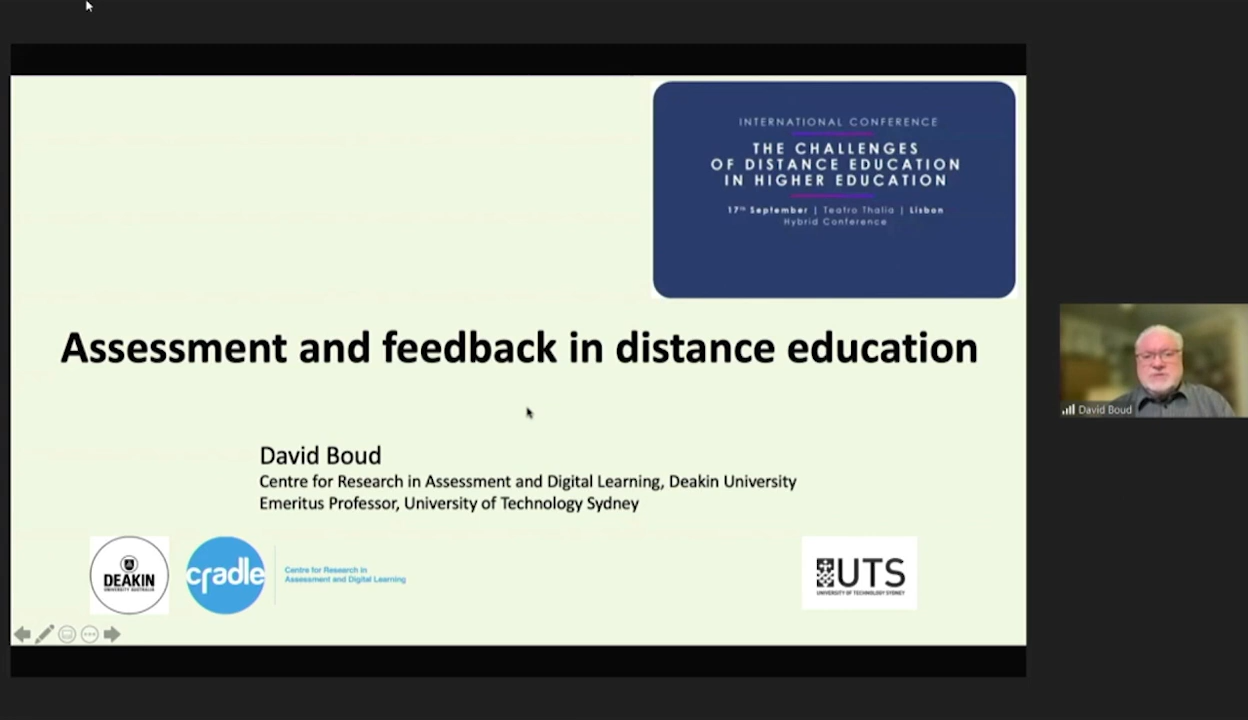 INTERNATIONAL CONFERENCE
THE CHALLENGES
OF DISTANCE EDUCATION
IN HIGHER EDUCATION
17th September | Teatro Thalia | Lisbon
Hybrid Conference
Assessment and feedback in distance education
David Boud
David Boud
Centre for Research in Assessment and Digital Learning, Deakin University
Emeritus Professor, University of Technology Sydney
DEAKIN
UNIVERSITY AUSTRALIA
cradle
Centre for Research in
Assessment and Digital Learning
UTS
UNIVERSITY OF TECHNOLOGY SYDNEY